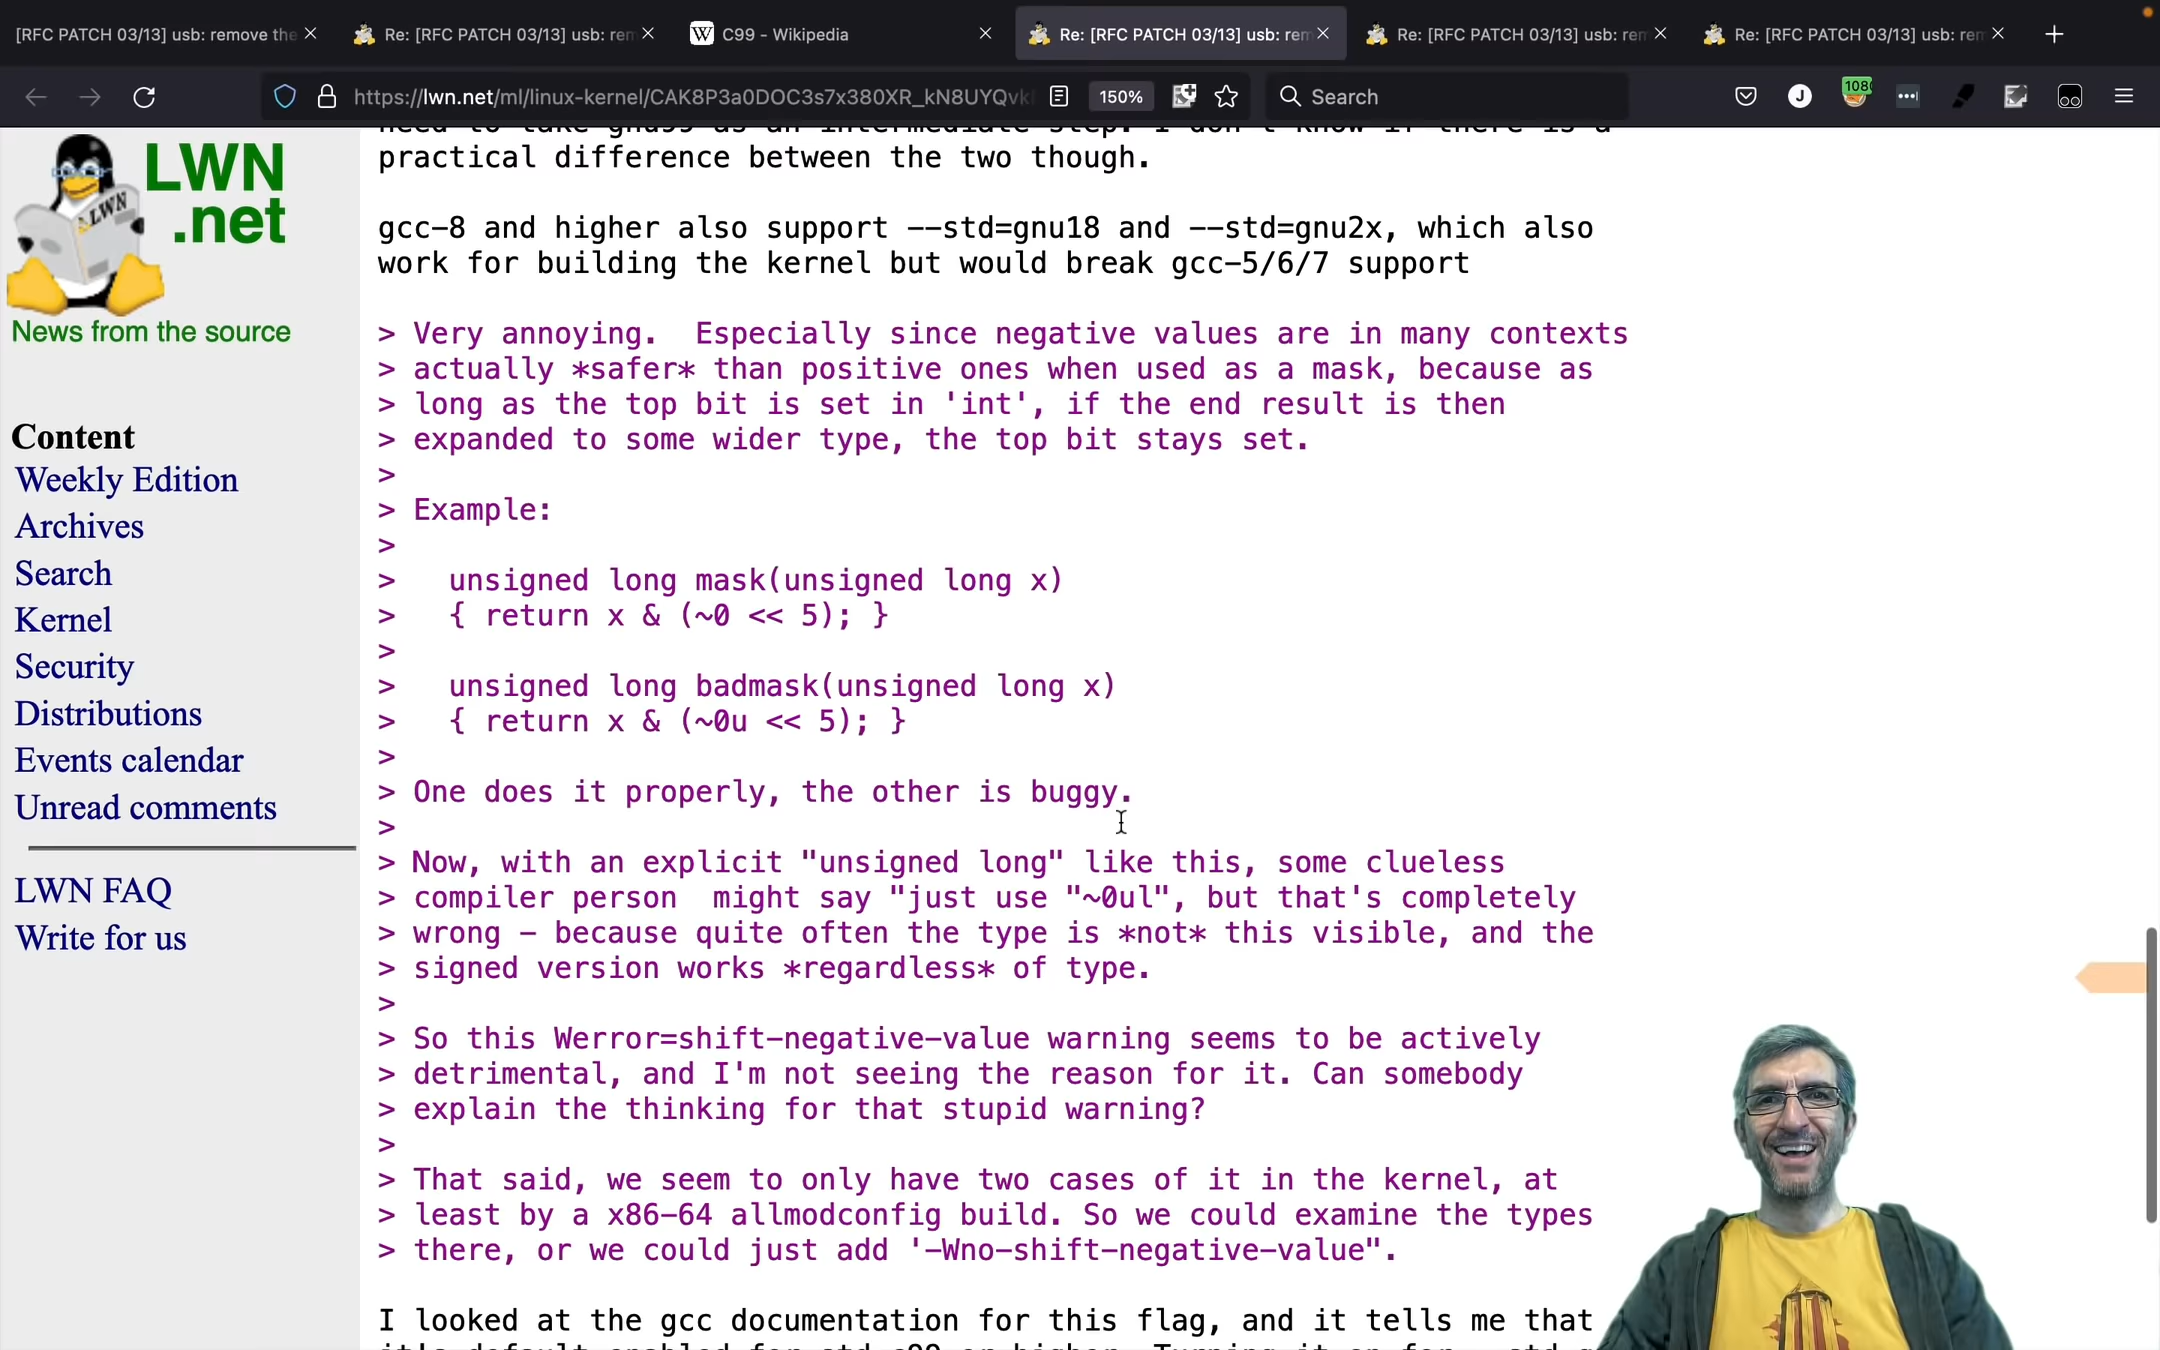 [RFC PATCH 03/13] usb: remove the
Re: [RFC PATCH 03/13] usb: rem
W C99 - Wikipedia
Re: [RFC PATCH 03/13] usb: rem
Re: [RFC PATCH 03/13] usb: rem
Re: [RFC PATCH 03/13] usb: rem
https://lwn.net/ml/linux-kernel/CAK8P3a0DOC3s7x380XR_kN8UYQvk
150%
Search
J
108
LWN
.net
LWN
News from the source
Content
Weekly Edition
Archives
Search
Kernel
Security
Distributions
Events calendar
Unread comments
LWN FAQ
Write for us
need to take gnu99 as an intermediate step. I don't know if there is a
practical difference between the two though.
gcc-8 and higher also support --std=gnu18 and --std=gnu2x, which also
work for building the kernel but would break gcc-5/6/7 support
> Very annoying.  Especially since negative values are in many contexts
> actually *safer* than positive ones when used as a mask, because as
> long as the top bit is set in 'int', if the end result is then
> expanded to some wider type, the top bit stays set.
>
> Example:
>
>   unsigned long mask(unsigned long x)
>   { return x & (~0 << 5); }
>
>   unsigned long badmask(unsigned long x)
>   { return x & (~0u << 5); }
>
> One does it properly, the other is buggy.
>
> Now, with an explicit "unsigned long" like this, some clueless
> compiler person  might say "just use "~0ul", but that's completely
> wrong - because quite often the type is *not* this visible, and the
> signed version works *regardless* of type.
>
> So this Werror=shift-negative-value warning seems to be actively
> detrimental, and I'm not seeing the reason for it. Can somebody
> explain the thinking for that stupid warning?
>
> That said, we seem to only have two cases of it in the kernel, at
> least by a x86-64 allmodconfig build. So we could examine the types
> there, or we could just add '-Wno-shift-negative-value".
I looked at the gcc documentation for this flag, and it tells me that